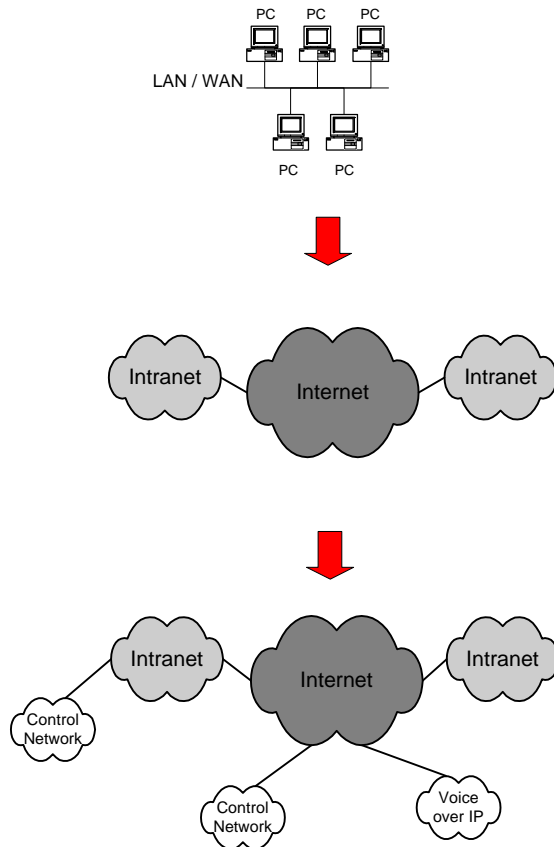 PC PC PC
LAN / WAN
PC PC
Intranet
Internet
Intranet
Intranet
Internet
Intranet
Control
Network
Control
Network
Voice
over IP